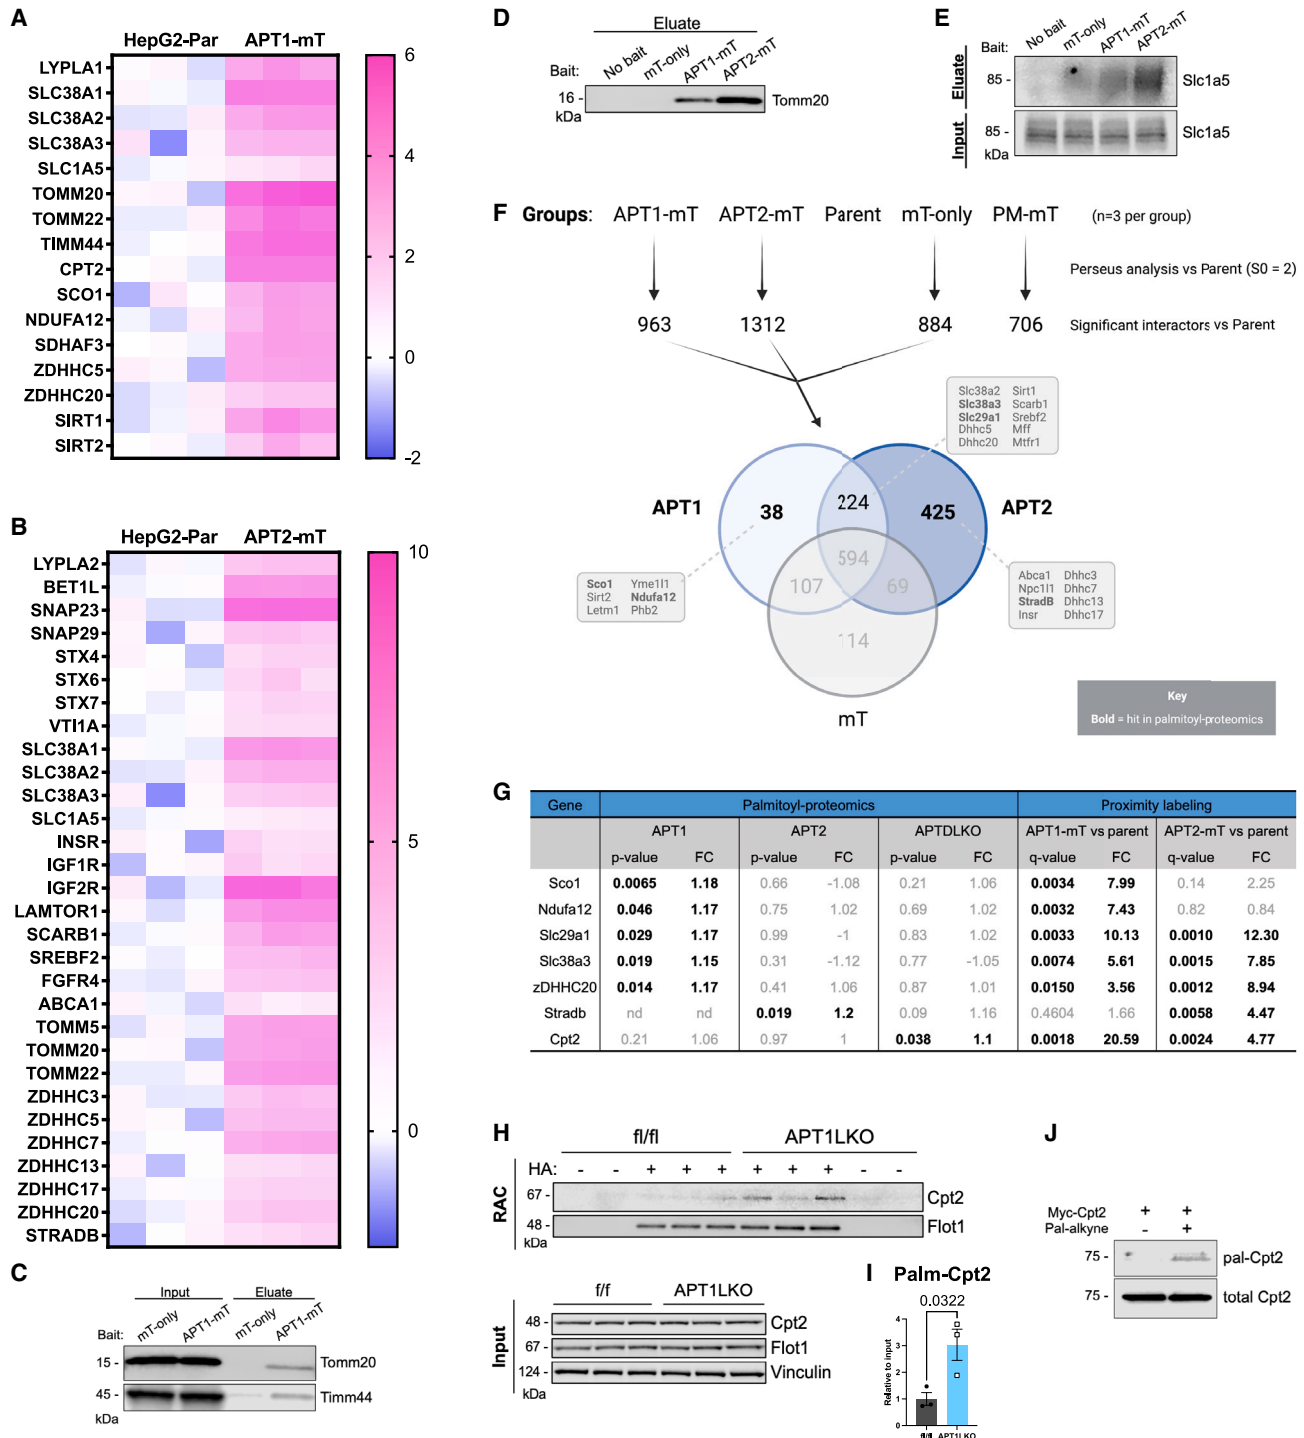 A
HepG2-Par APT1-mT
LYPLA1
SLC38A1
SLC38A2
SLC38A3
SLC1A5
TOMM20
TOMM22
TIMM44
CPT2
SCO1
NDUFA12
SDHAF3
ZDHHC5
ZDHHC20
SIRT1
SIRT2
6
4
2
0
-2
B
HepG2-Par APT2-mT
LYPLA2
BET1L
SNAP23
SNAP29
STX4
STX6
STX7
VTI1A
SLC38A1
SLC38A2
SLC38A3
SLC1A5
INSR
IGF1R
IGF2R
LAMTOR1
SCARB1
SREBF2
FGFR4
ABCA1
TOMM5
TOMM20
TOMM22
ZDHHC3
ZDHHC5
ZDHHC7
ZDHHC13
ZDHHC17
ZDHHC20
STRADB
10
5
0
C
Input Eluate
Bait: mT-only APT1-mT mT-only APT1-mT
15 - Tomm20
45 - Timm44
kDa
D
Eluate
Bait: No bait mT-only APT1-mT APT2-mT
16 - Tomm20
kDa
E
Bait: No bait mT-only APT1-mT APT2-mT
Eluate 85 - Slc1a5
Input 85 - Slc1a5
kDa
F
Groups: APT1-mT APT2-mT Parent mT-only PM-mT (n=3 per group)
Perseus analysis vs Parent (S0 = 2)
963 1312 884 706 Significant interactors vs Parent
Slc38a2 Sirt1
Slc38a3 Scarb1
Slc29a1 Srebf2
Dhhc5 Mff
Dhhc20 Mtfr1
APT1 38 224 425 APT2
594
107 69
114
mT
Sco1 Yme1l1
Sirt2 Ndufa12
Letm1 Phb2
Abca1 Dhhc3
Npc1l1 Dhhc7
StradB Dhhc13
Insr Dhhc17
Key
Bold = hit in palmitoyl-proteomics
G
Gene Palmitoyl-proteomics Proximity labeling
APT1 APT2 APTDLKO APT1-mT vs parent APT2-mT vs parent
p-value FC p-value FC p-value FC q-value FC q-value FC
Sco1 0.0065 1.18 0.66 -1.08 0.21 1.06 0.0034 7.99 0.14 2.25
Ndufa12 0.046 1.17 0.75 1.02 0.69 1.02 0.0032 7.43 0.82 0.84
Slc29a1 0.029 1.17 0.99 -1 0.83 1.02 0.0033 10.13 0.0010 12.30
Slc38a3 0.019 1.15 0.31 -1.12 0.77 -1.05 0.0074 5.61 0.0015 7.85
zDHHC20 0.014 1.17 0.41 1.06 0.87 1.01 0.0150 3.56 0.0012 8.94
Stradb nd nd 0.019 1.2 0.09 1.16 0.4604 1.66 0.0058 4.47
Cpt2 0.21 1.06 0.97 1 0.038 1.1 0.0018 20.59 0.0024 4.77
H
fl/fl APT1LKO
HA: - - + + + + + + - -
RAC
67 - Cpt2
48 - Flot1
kDa
f/f APT1LKO
Input
48 - Cpt2
67 - Flot1
124 - Vinculin
I
Palm-Cpt2
0.0322
Relative to input
4
3
2
1
0
fl/fl APT1LKO
J
Myc-Cpt2 + +
Pal-alkyne - +
75 - pal-Cpt2
75 - total Cpt2